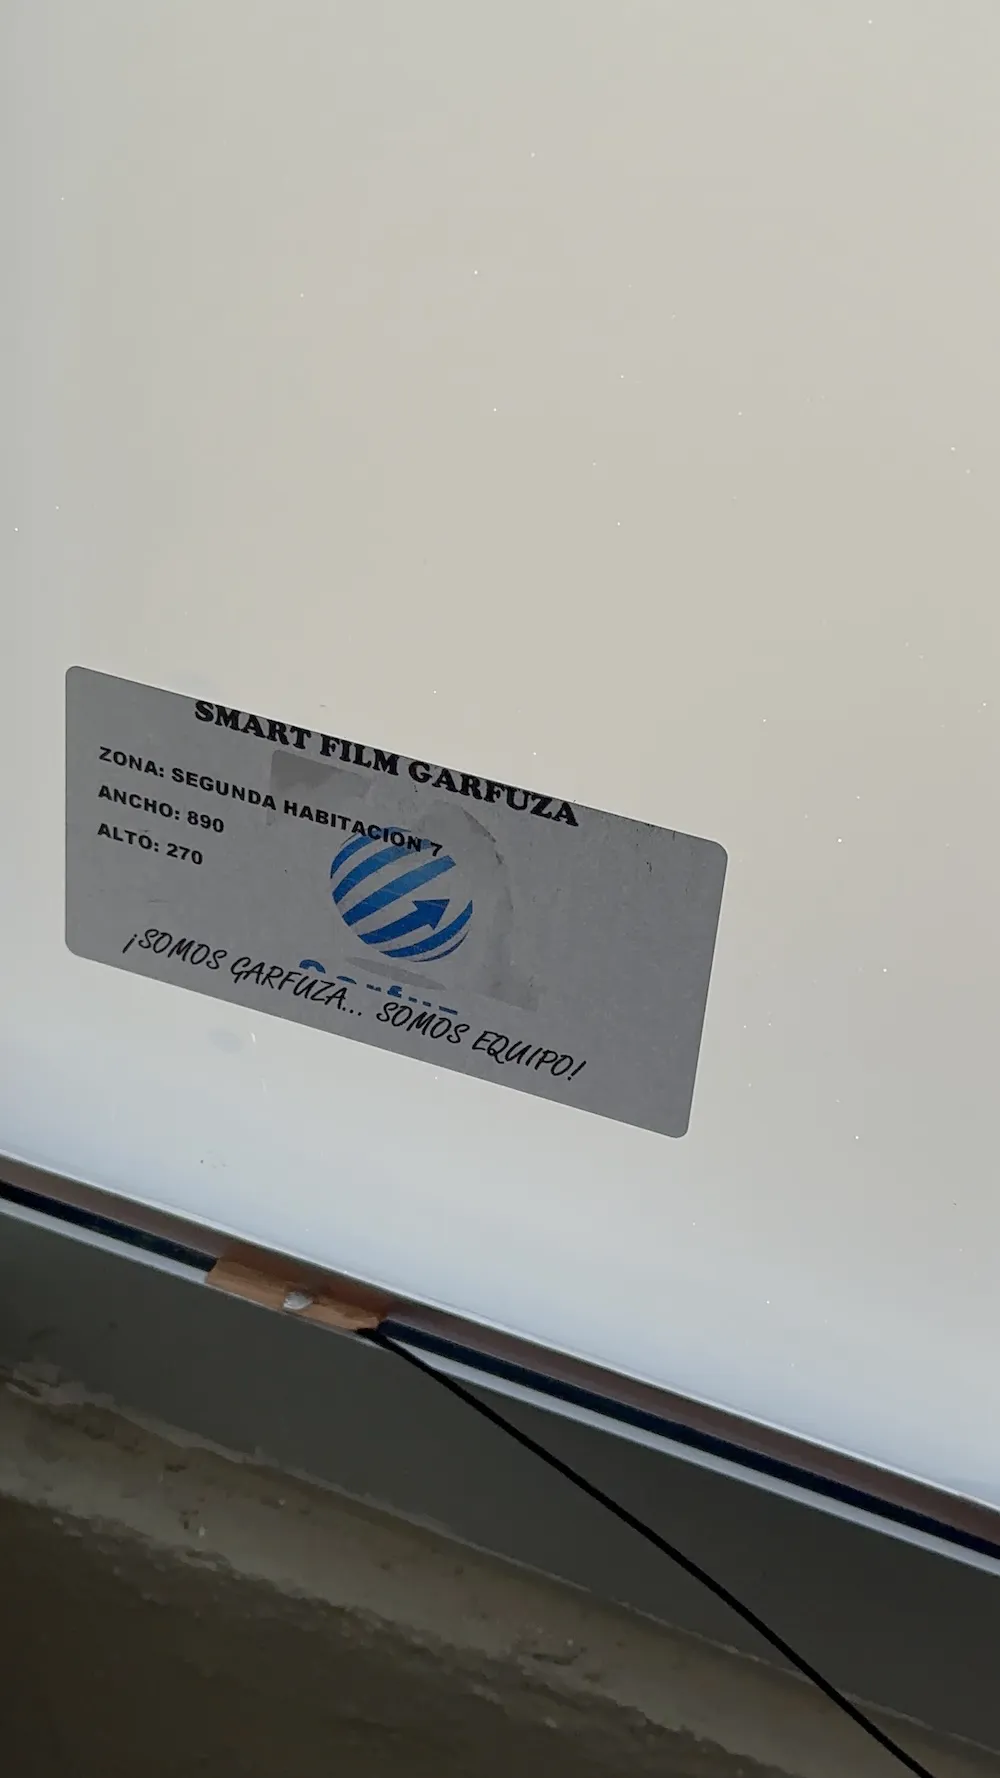 SMART FILM GARFUZA
ZONA: SEGUNDA HABITACION 7
ANCHO: 890
ALTO: 270
¡SOMOS GARFUZA... SOMOS EQUIPO!